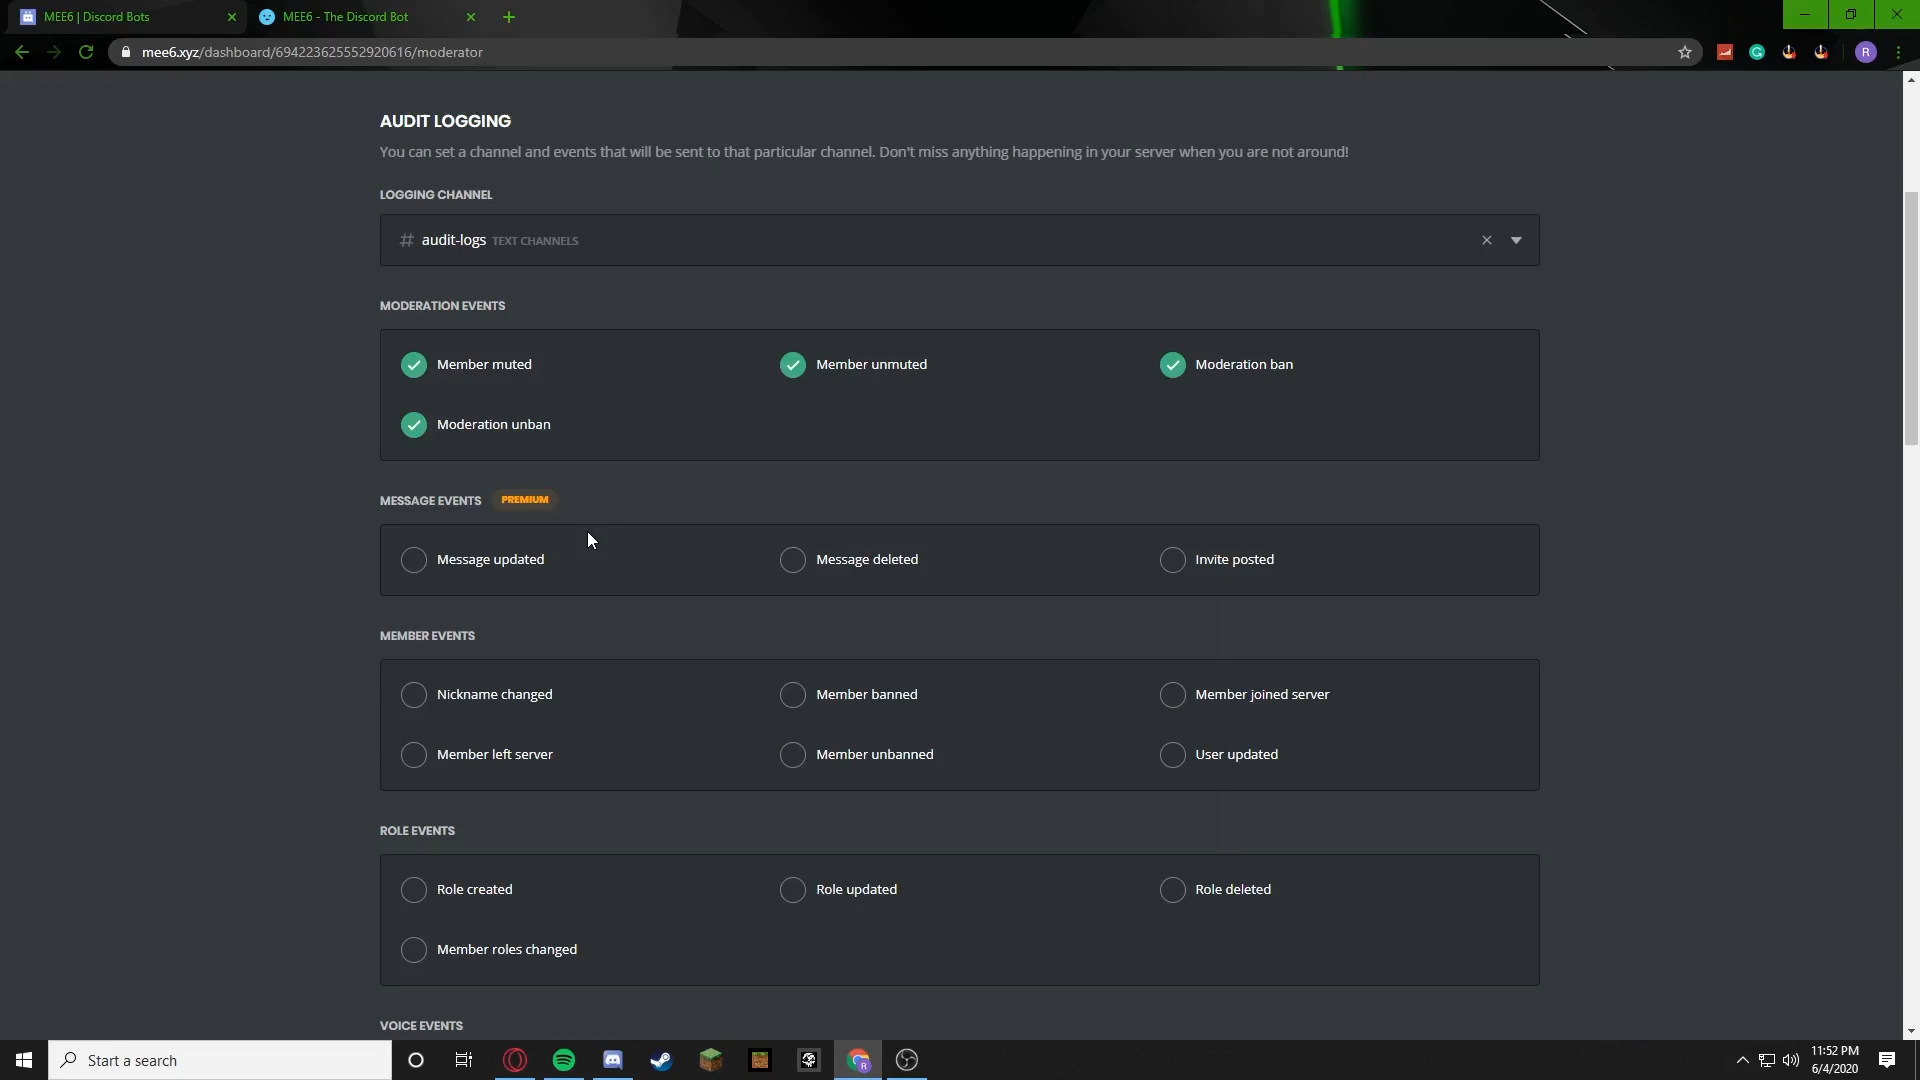 MEE6 | Discord Bots
MEE6 - The Discord Bot
mee6.xyz/dashboard/694223625552920616/moderator
R
AUDIT LOGGING
You can set a channel and events that will be sent to that particular channel. Don't miss anything happening in your server when you are not around!
LOGGING CHANNEL
# audit-logs TEXT CHANNELS
MODERATION EVENTS
Member muted
Member unmuted
Moderation ban
Moderation unban
MESSAGE EVENTS PREMIUM
Message updated
Message deleted
Invite posted
MEMBER EVENTS
Nickname changed
Member banned
Member joined server
Member left server
Member unbanned
User updated
ROLE EVENTS
Role created
Role updated
Role deleted
Member roles changed
VOICE EVENTS
Start a search
11:52 PM
6/4/2020